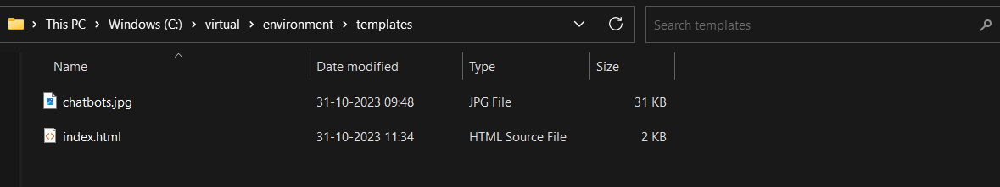 This PC > Windows (C:) > virtual > environment > templates Search templates
Name Date modified Type Size
chatbots.jpg 31-10-2023 09:48 JPG File 31 KB
index.html 31-10-2023 11:34 HTML Source File 2 KB